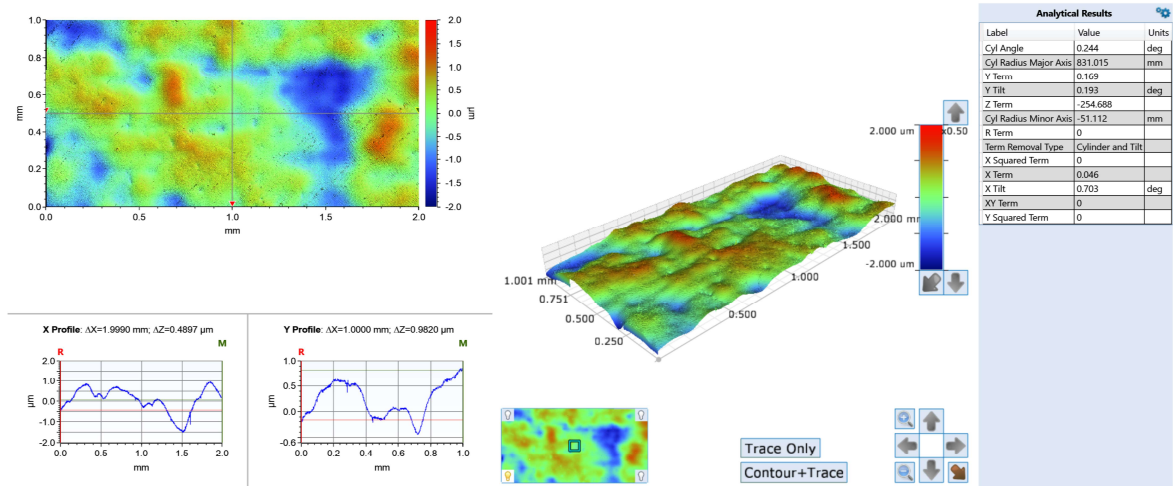 1.0
0.8
0.6
0.4
0.2
0.0
mm
0.0
0.5
1.0
1.5
2.0
mm
2.0
1.5
1.0
0.5
0.0
-0.5
-1.0
-1.5
-2.0
µm
X Profile: ΔX=1.9990 mm; ΔZ=0.4897 µm
R
M
2.0
1.0
0.0
-1.0
-2.0
µm
0.0
0.5
1.0
1.5
2.0
mm
Y Profile: ΔX=1.0000 mm; ΔZ=0.9820 µm
R
M
1.0
0.5
0.0
-0.6
µm
0.0
0.2
0.4
0.6
0.8
1.0
mm
2.000 um
x0.50
2.000 mm
-2.000 um
1.500
1.000
0.500
1.001 mm
0.751
0.500
0.250
Trace Only
Contour+Trace
Analytical Results
Label Value Units
Cyl Angle 0.244 deg
Cyl Radius Major Axis 831.015 mm
Y Term 0.169
Y Tilt 0.193 deg
Z Term -254.688
Cyl Radius Minor Axis -51.112 mm
R Term 0
Term Removal Type Cylinder and Tilt
X Squared Term 0
X Term 0.046
X Tilt 0.703 deg
XY Term 0
Y Squared Term 0